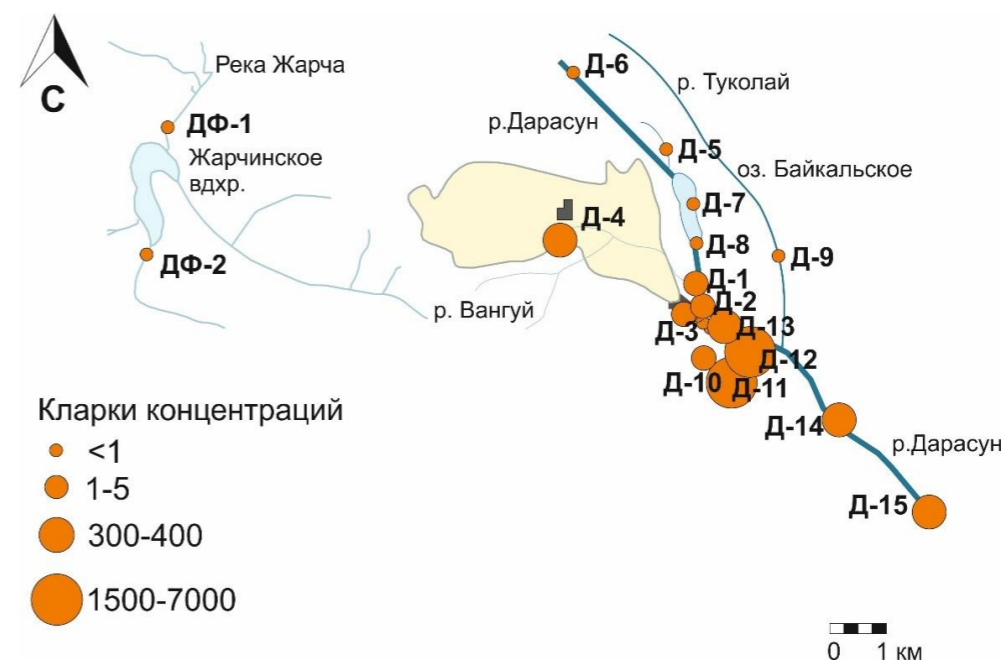 С
Река Жарча
ДФ-1
Жарчинское
вдхр.
ДФ-2
р. Вангуй
Д-6
р. Туколай
р.Дарасун
Д-5
оз. Байкальское
Д-7
Д-4
Д-8
Д-9
Д-1
Д-2
Д-13
Д-3
Д-12
Д-10
Д-11
Д-14
р.Дарасун
Д-15
Кларки концентраций
<1
1-5
300-400
1500-7000
0 1 км